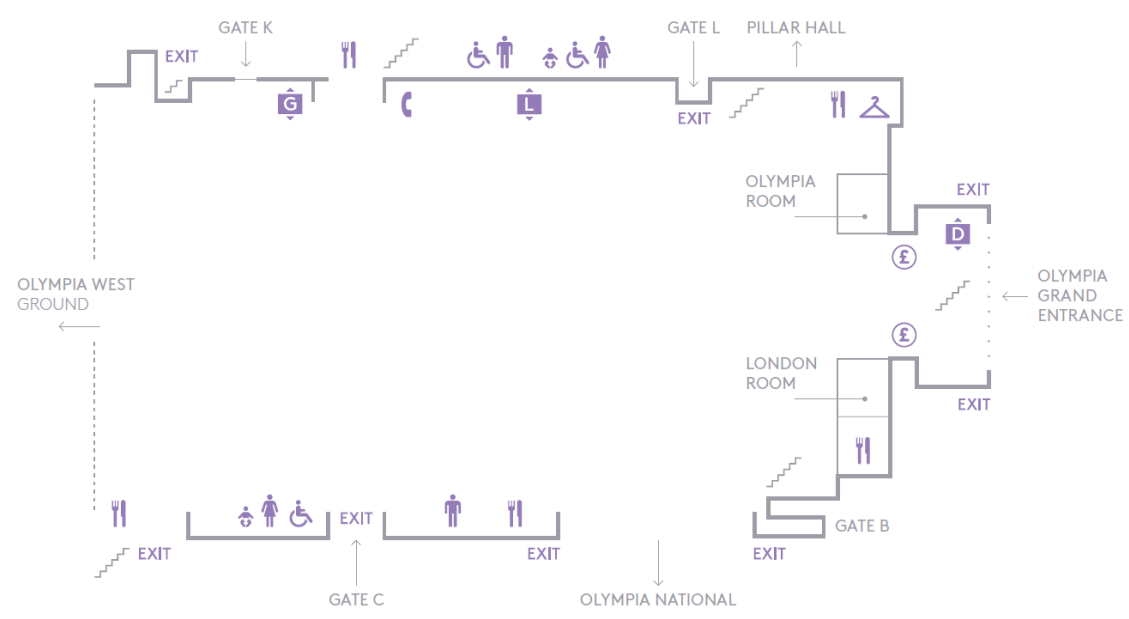 GATE K
GATE L
PILLAR HALL
EXIT
G
L
EXIT
OLYMPIA
ROOM
EXIT
D
£
OLYMPIA WEST
GROUND
OLYMPIA
GRAND
ENTRANCE
£
LONDON
ROOM
EXIT
EXIT
GATE B
EXIT
EXIT
EXIT
GATE C
OLYMPIA NATIONAL